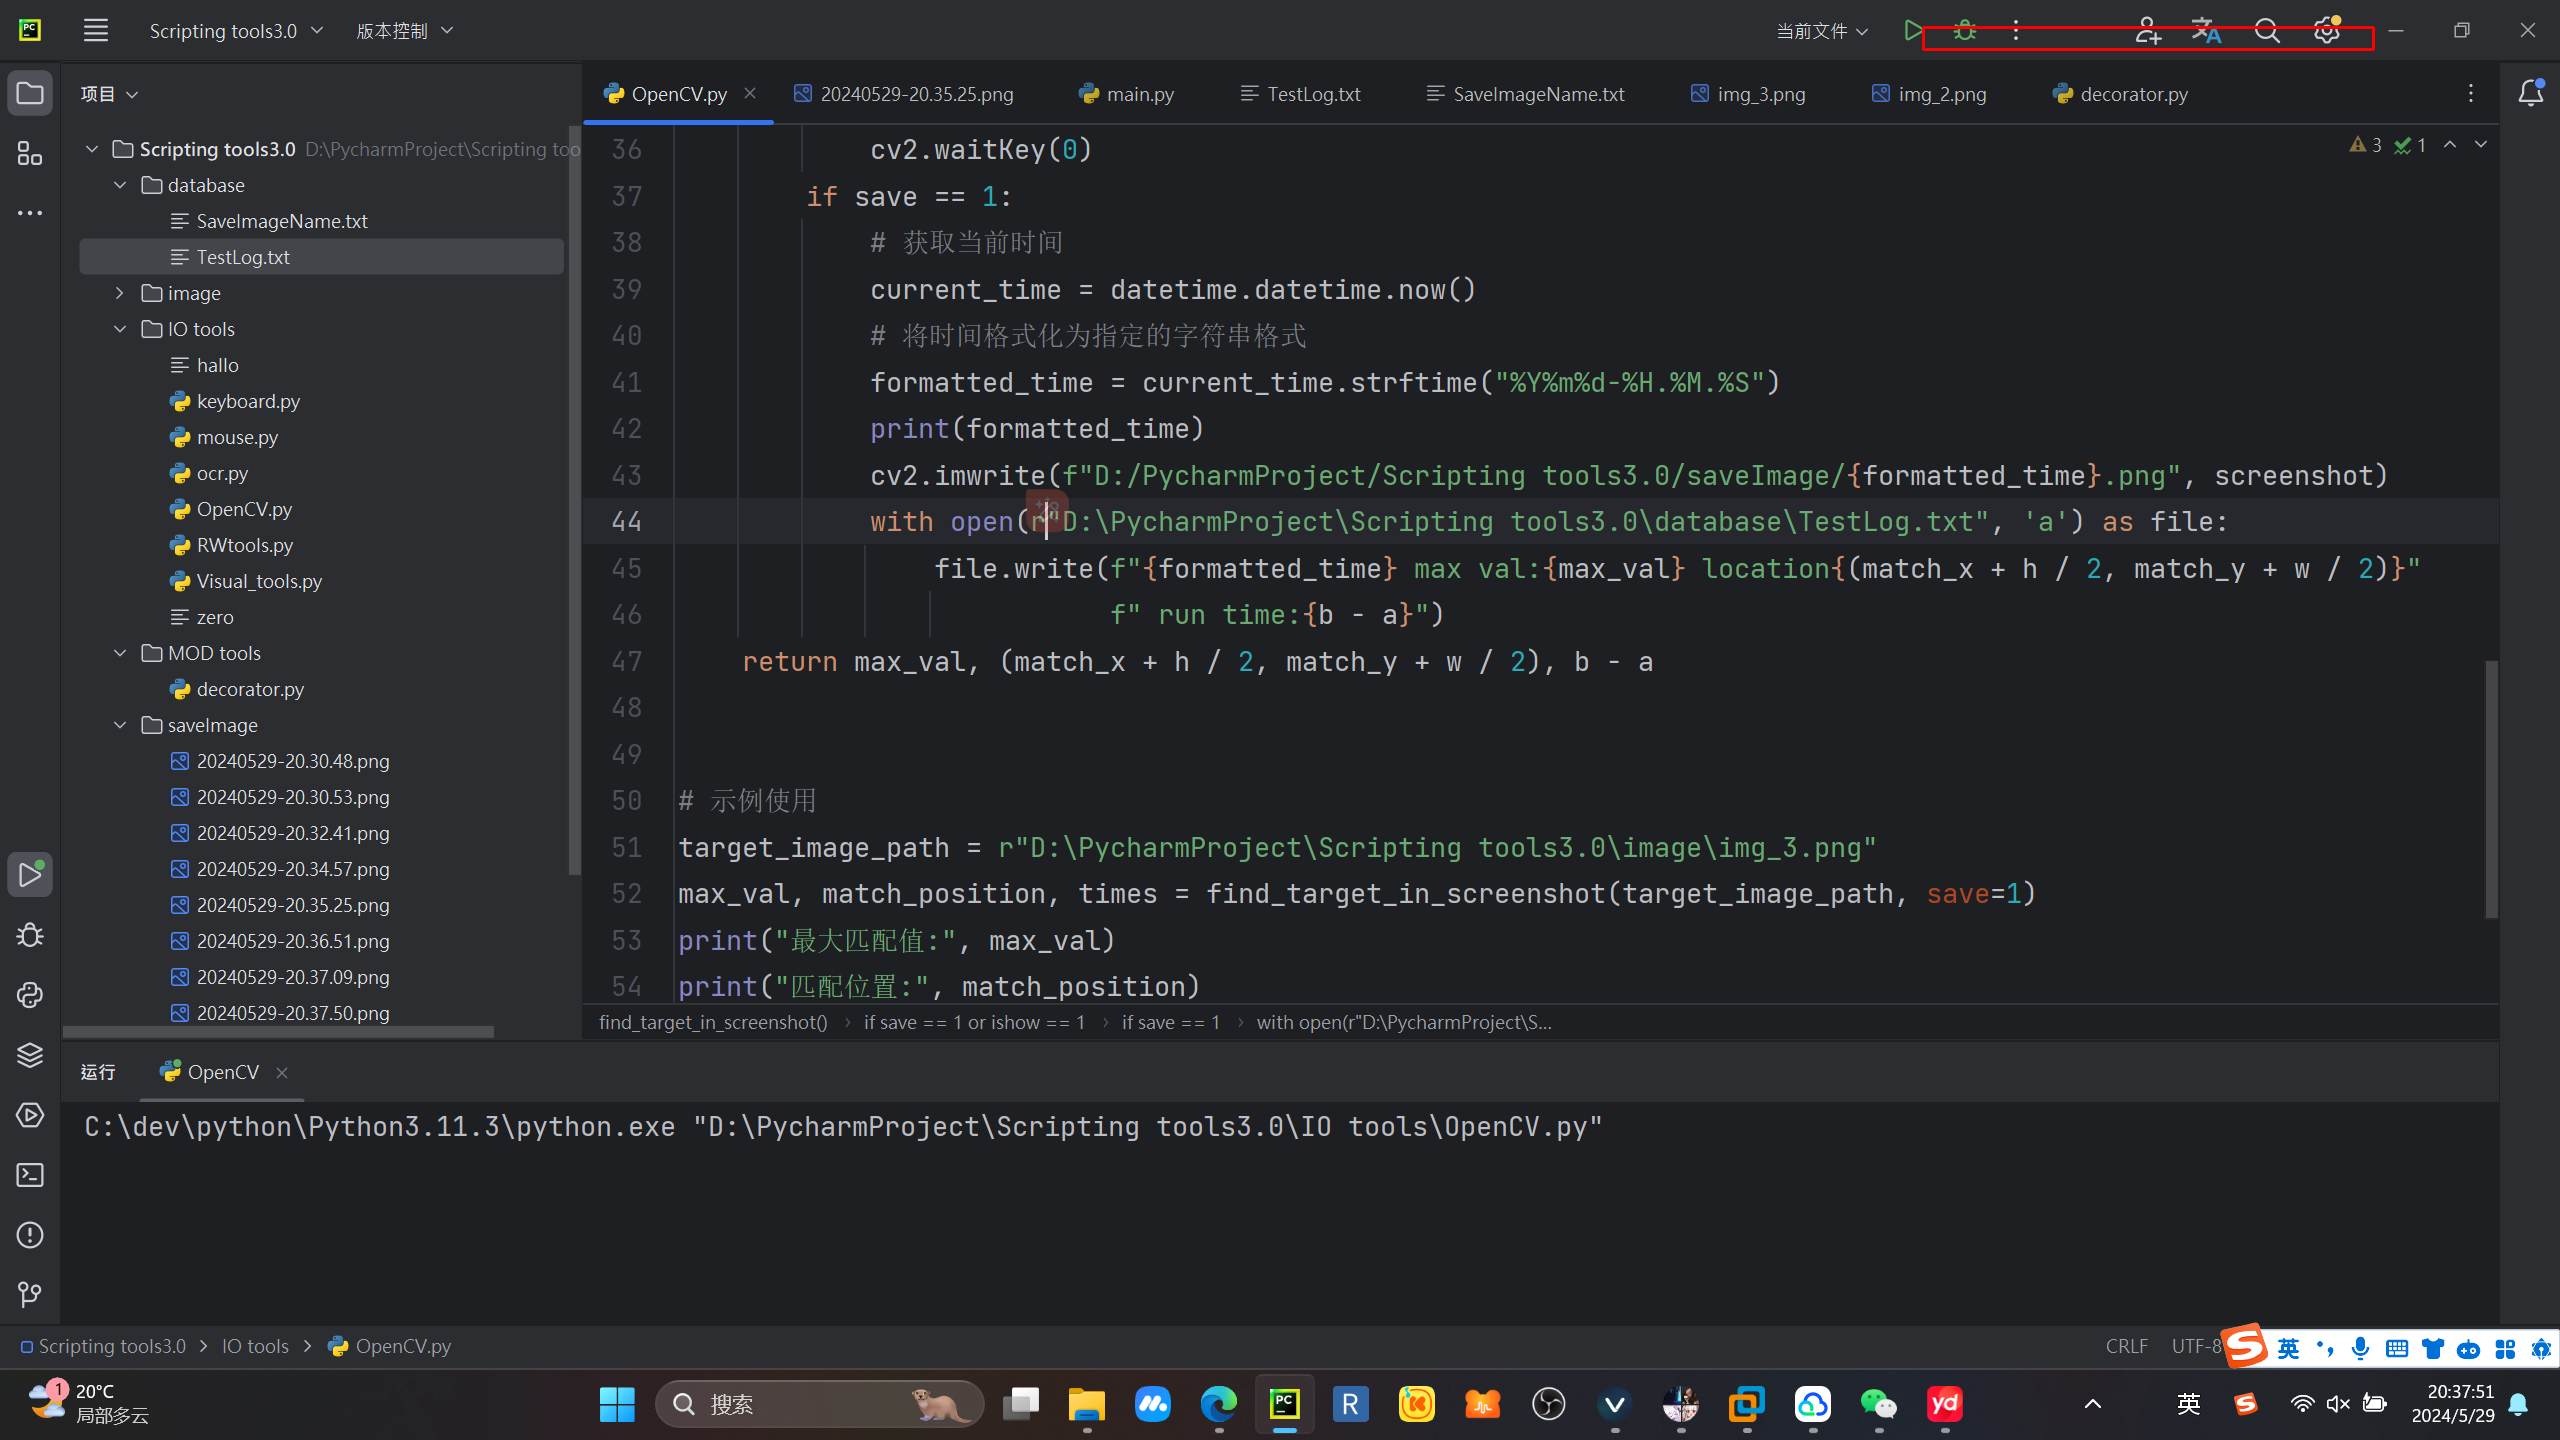 PC Scripting tools3.0 版本控制 当前文件
项目
OpenCV.py 20240529-20.35.25.png main.py TestLog.txt SaveImageName.txt img_3.png img_2.png decorator.py
Scripting tools3.0 D:\PycharmProject\Scripting too
database
SaveImageName.txt
TestLog.txt
image
IO tools
hallo
keyboard.py
mouse.py
ocr.py
OpenCV.py
RWtools.py
Visual_tools.py
zero
MOD tools
decorator.py
saveImage
20240529-20.30.48.png
20240529-20.30.53.png
20240529-20.32.41.png
20240529-20.34.57.png
20240529-20.35.25.png
20240529-20.36.51.png
20240529-20.37.09.png
20240529-20.37.50.png
3 1
36 cv2.waitKey(0)
37 if save == 1:
38 # 获取当前时间
39 current_time = datetime.datetime.now()
40 # 将时间格式化为指定的字符串格式
41 formatted_time = current_time.strftime("%Y%m%d-%H.%M.%S")
42 print(formatted_time)
43 cv2.imwrite(f"D:/PycharmProject/Scripting tools3.0/saveImage/{formatted_time}.png", screenshot)
44 with open(r"D:\PycharmProject\Scripting tools3.0\database\TestLog.txt", 'a') as file:
45 file.write(f"{formatted_time} max val:{max_val} location{(match_x + h / 2, match_y + w / 2)}"
46 f" run time:{b - a}")
47 return max_val, (match_x + h / 2, match_y + w / 2), b - a
48
49
50 # 示例使用
51 target_image_path = r"D:\PycharmProject\Scripting tools3.0\image\img_3.png"
52 max_val, match_position, times = find_target_in_screenshot(target_image_path, save=1)
53 print("最大匹配值:", max_val)
54 print("匹配位置:", match_position)
find_target_in_screenshot() › if save == 1 or ishow == 1 › if save == 1 › with open(r"D:\PycharmProject\S...
运行 OpenCV
C:\dev\python\Python3.11.3\python.exe "D:\PycharmProject\Scripting tools3.0\IO tools\OpenCV.py"
Scripting tools3.0 > IO tools > OpenCV.py CRLF UTF-8 英
1 20°C
局部多云
搜索
PC R yd
英
20:37:51
2024/5/29